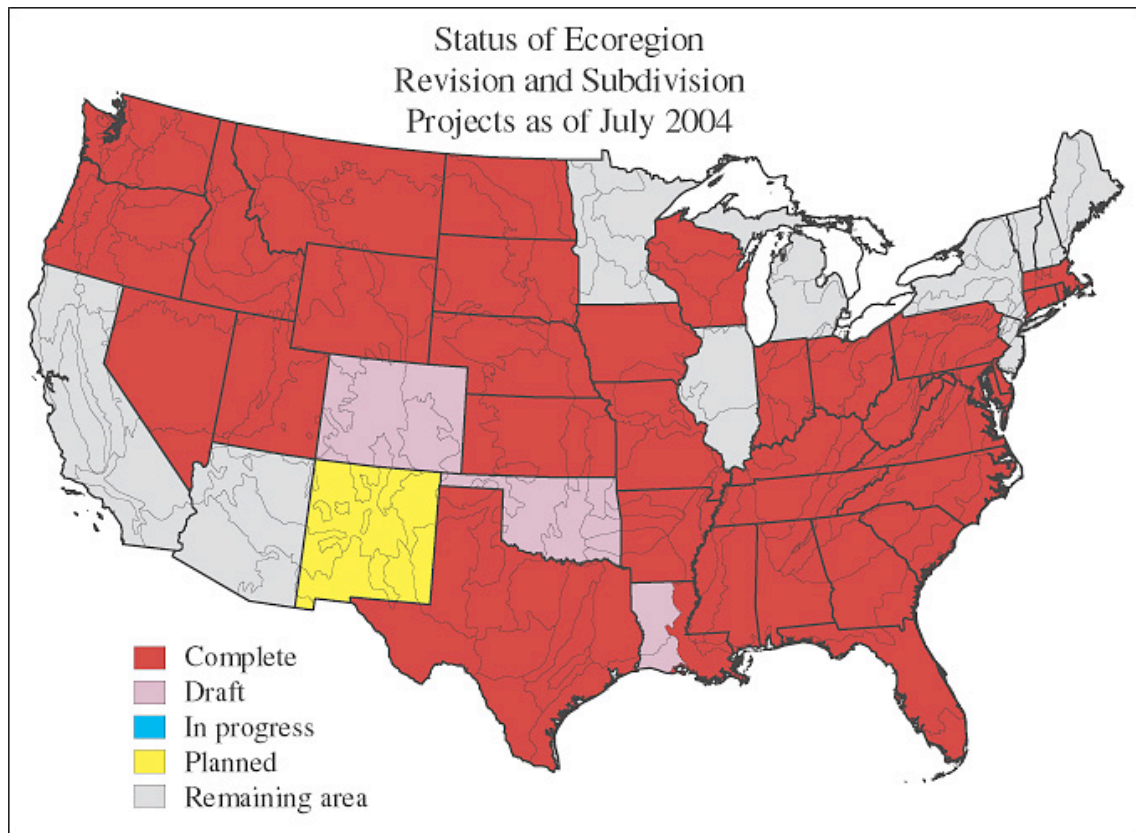 Status of Ecoregion
Revision and Subdivision
Projects as of July 2004
Complete
Draft
In progress
Planned
Remaining area